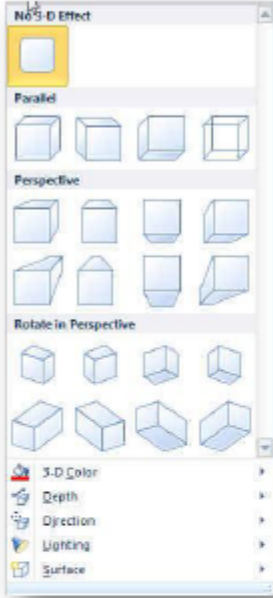 No 3-D Effect
Parallel
Perspective
Rotate in Perspective
3-D Color
Depth
Direction
Lighting
Surface